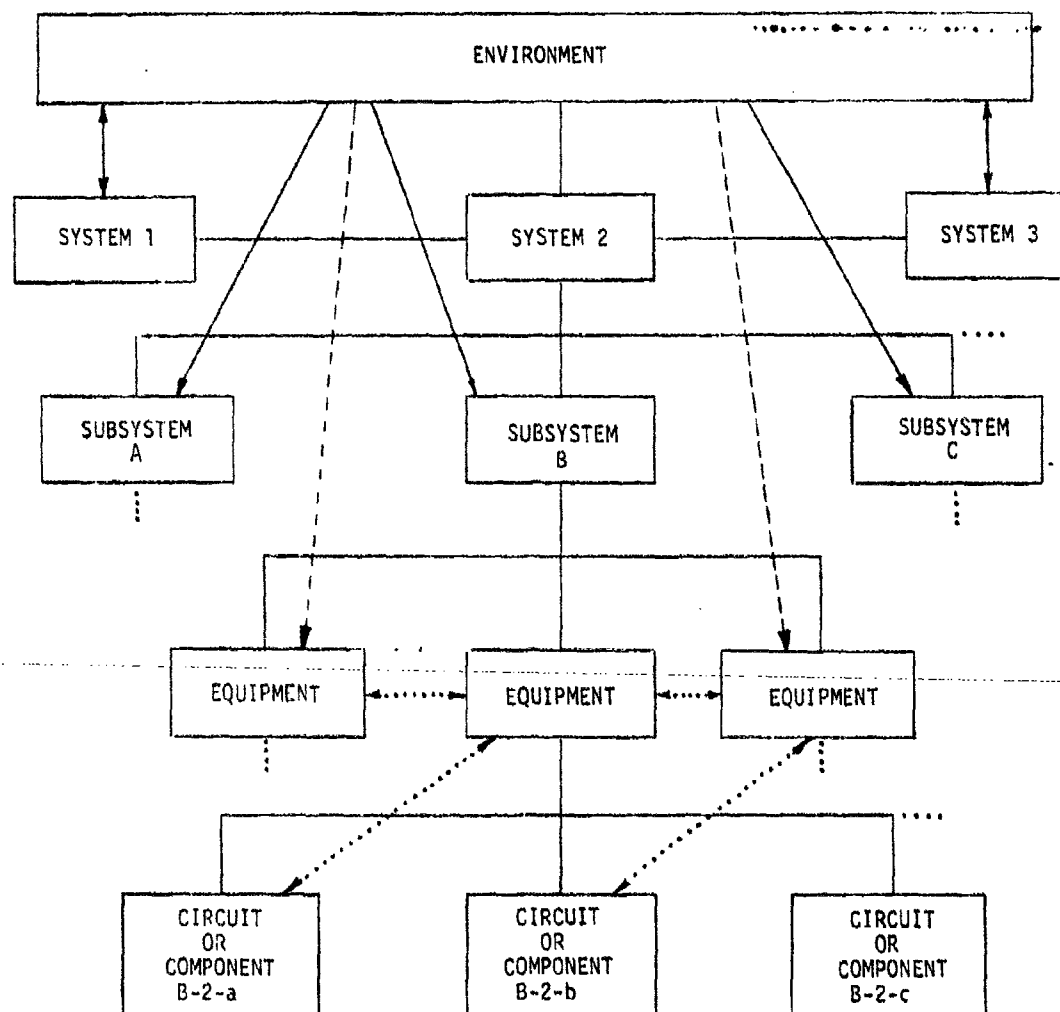 ENVIRONMENT
SYSTEM 1
SYSTEM 2
SYSTEM 3
SUBSYSTEM
A
SUBSYSTEM
B
SUBSYSTEM
C
EQUIPMENT
EQUIPMENT
EQUIPMENT
CIRCUIT
OR
COMPONENT
B-2-a
CIRCUIT
OR
COMPONENT
B-2-b
CIRCUIT
OR
COMPONENT
B-2-c